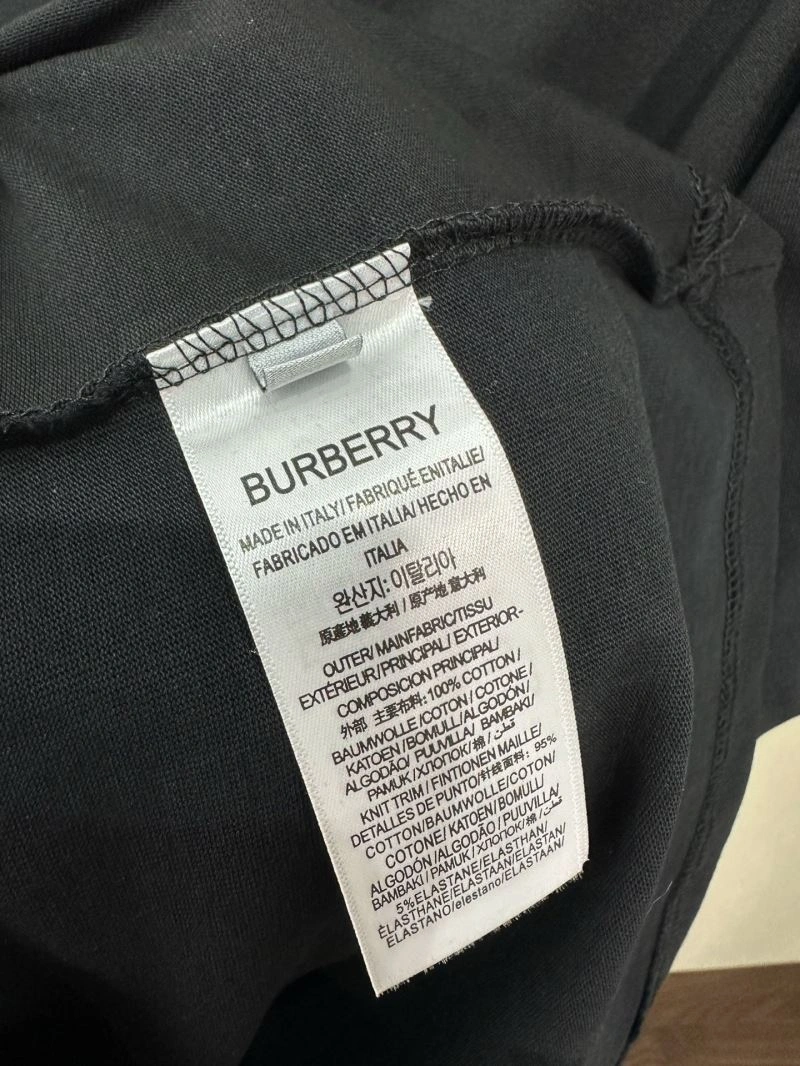 BURBERRY
MADE IN ITALY/ FABRIQUÉ ENITALIE/
FABRICADO EM ITALIA/ HECHO EN
ITALIA
완산지:이탈리아
原產地 義大利 / 原产地 意大利
OUTER/ MAINFABRIC/TISSU
EXTÉRIEUR/PRINCIPAL/ EXTERIOR-
COMPOSICION PRINCIPAL/
外部 主要布料:100% COTTON/
BAUMWOLLE/COTON/COTONE/
KATOEN/BOMULL/ALGODÓN/
ALGODÃO/ PUUVILLA/ BAMBAKI/
PAMUK/ХЛОПОК/棉/قطن/
KNIT TRIM / FINTIONEN MAILLE/
DETALLES DE PUNTO/针线面料: 95%
COTTON/BAUMWOLLE/COTON/
COTONE/KATOEN/BOMULL/
ALGODÓN/ALGODÃO/PUUVILLA/
BAMBAKI/PAMUK/ХЛОПОК/棉/قطن/
5%ELASTANE/ELASTHAN/
ÉLASTHANE/ELASTAAN/ELASTAN/
ELASTANO/elestano/ELASTAAN/